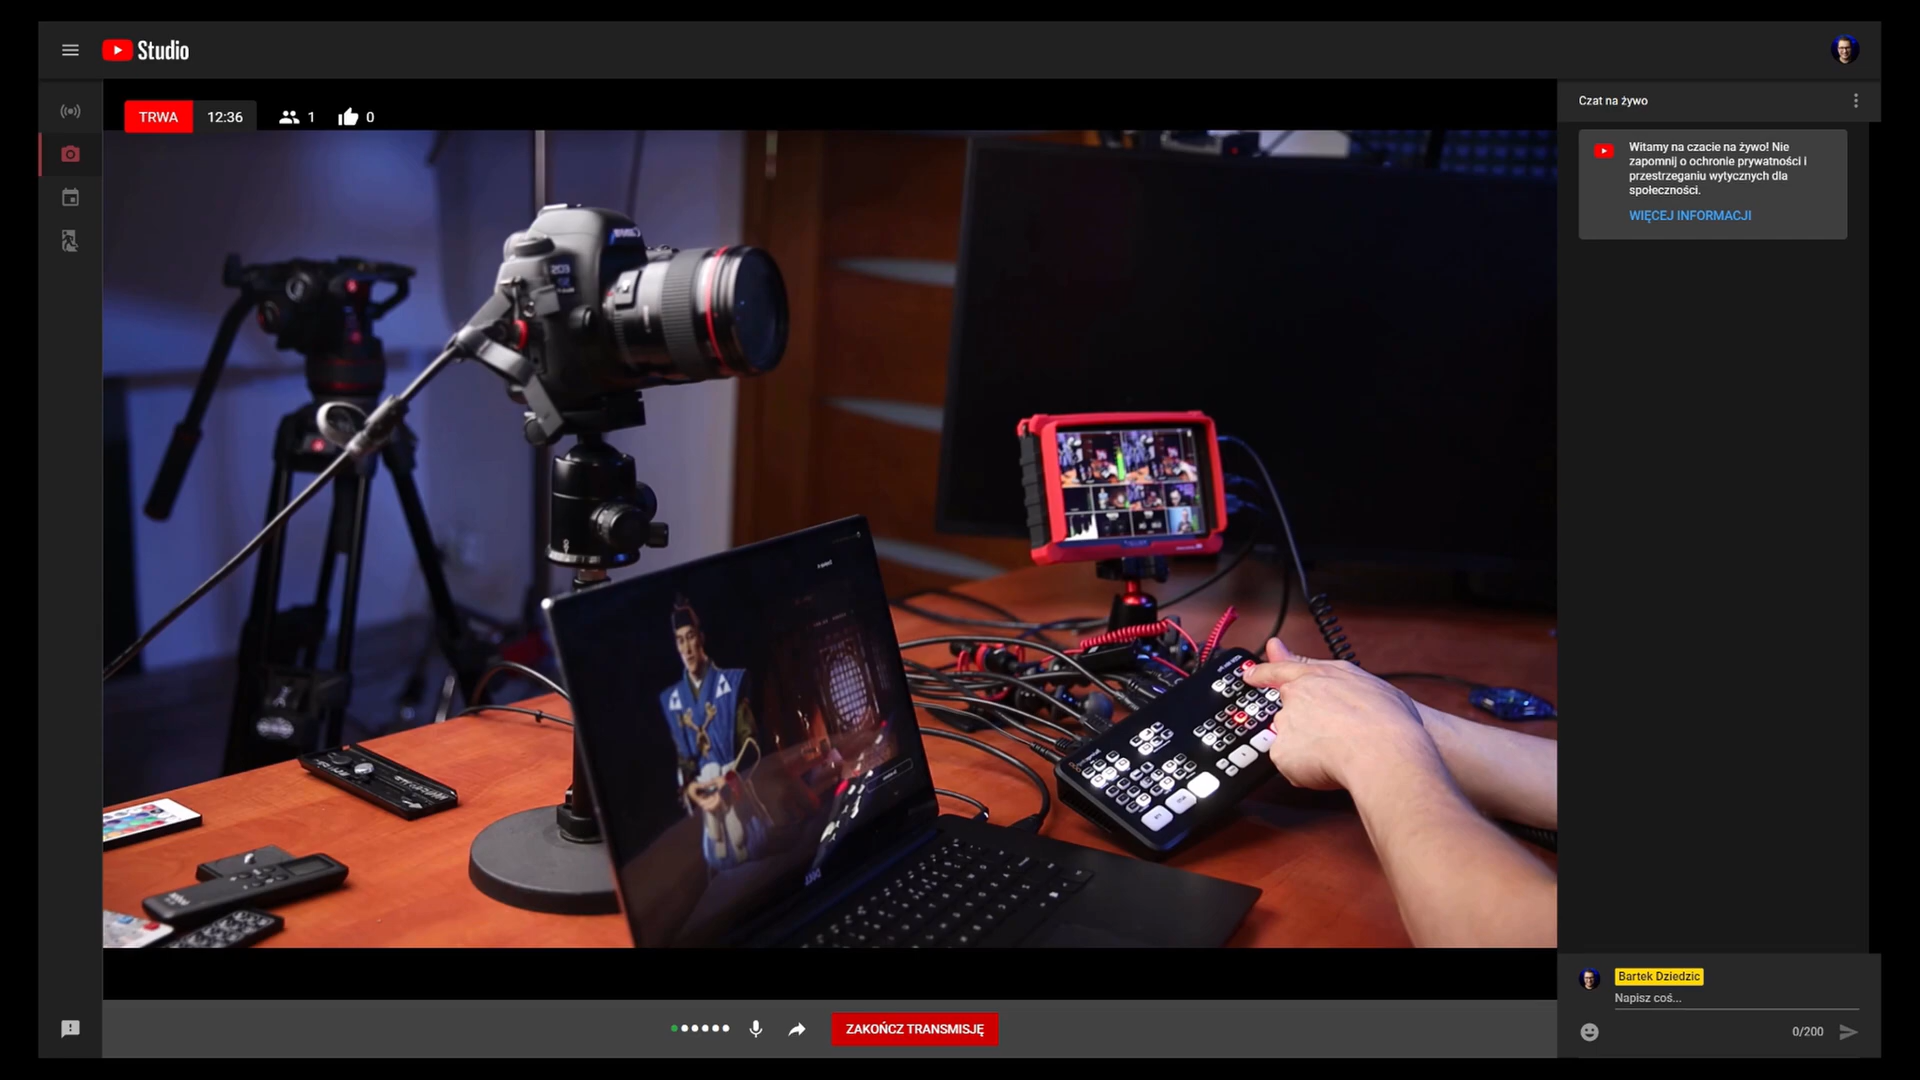 Studio
TRWA 12:36 1 0
Czat na żywo
Witamy na czacie na żywo! Nie
zapomnij o ochronie prywatności i
przestrzeganiu wytycznych dla
społeczności.
WIĘCEJ INFORMACJI
Bartek Dziedzic
Napisz coś...
0/200
ZAKOŃCZ TRANSMISJĘ